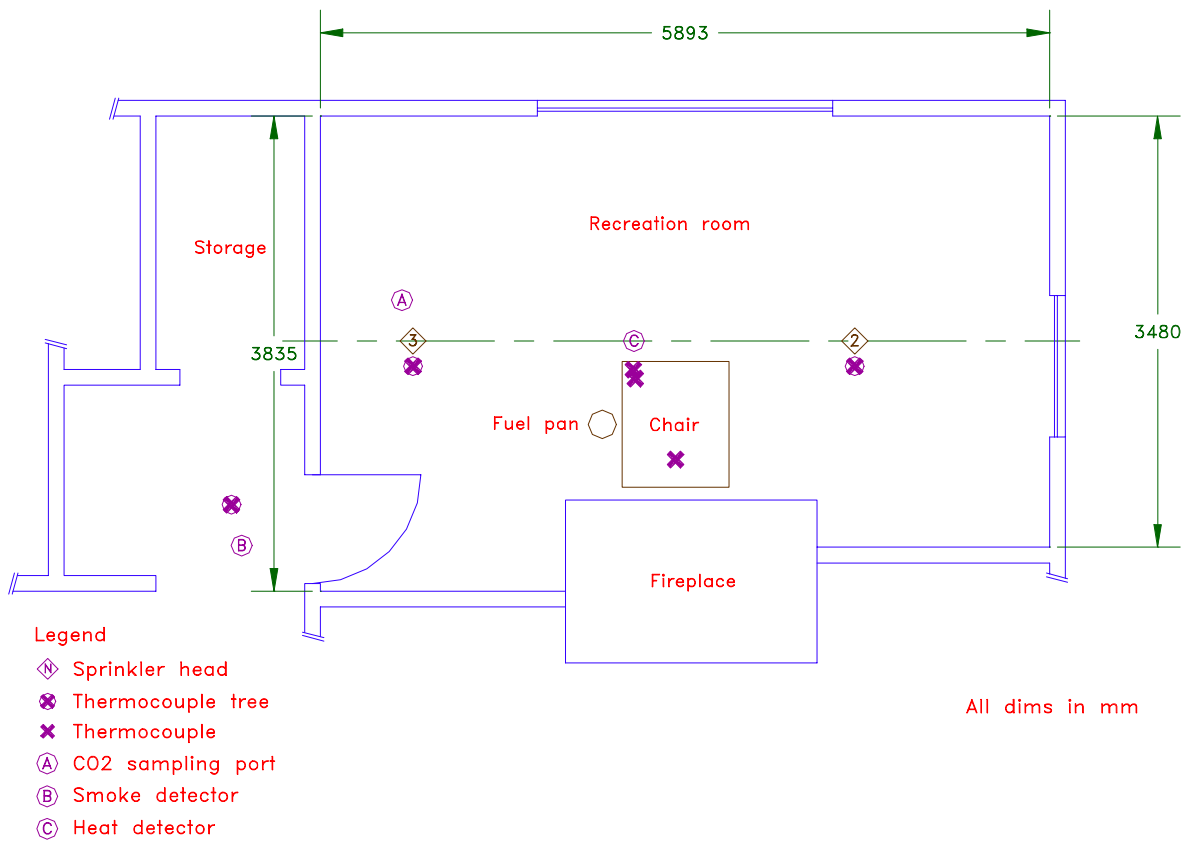 5893
Recreation room
Storage
A
3
C
2
3480
3835
Fuel pan
Chair
B
Fireplace
Legend
N Sprinkler head
Thermocouple tree
Thermocouple
A CO2 sampling port
B Smoke detector
C Heat detector
All dims in mm